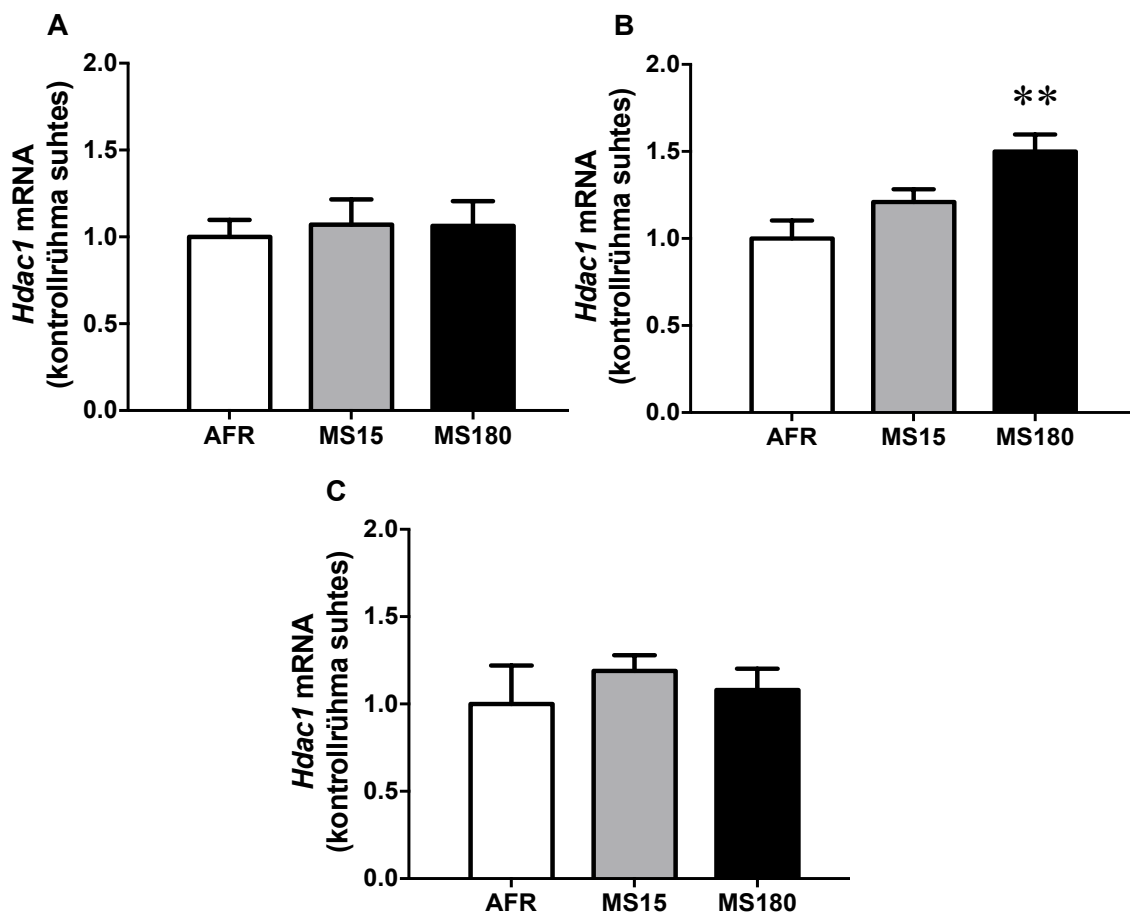 A
Hdac1 mRNA
(kontrollrühma suhtes)
2.0
1.5
1.0
0.5
0.0
AFR MS15 MS180
B
Hdac1 mRNA
(kontrollrühma suhtes)
2.0
1.5
1.0
0.5
0.0
**
AFR MS15 MS180
C
Hdac1 mRNA
(kontrollrühma suhtes)
2.0
1.5
1.0
0.5
0.0
AFR MS15 MS180